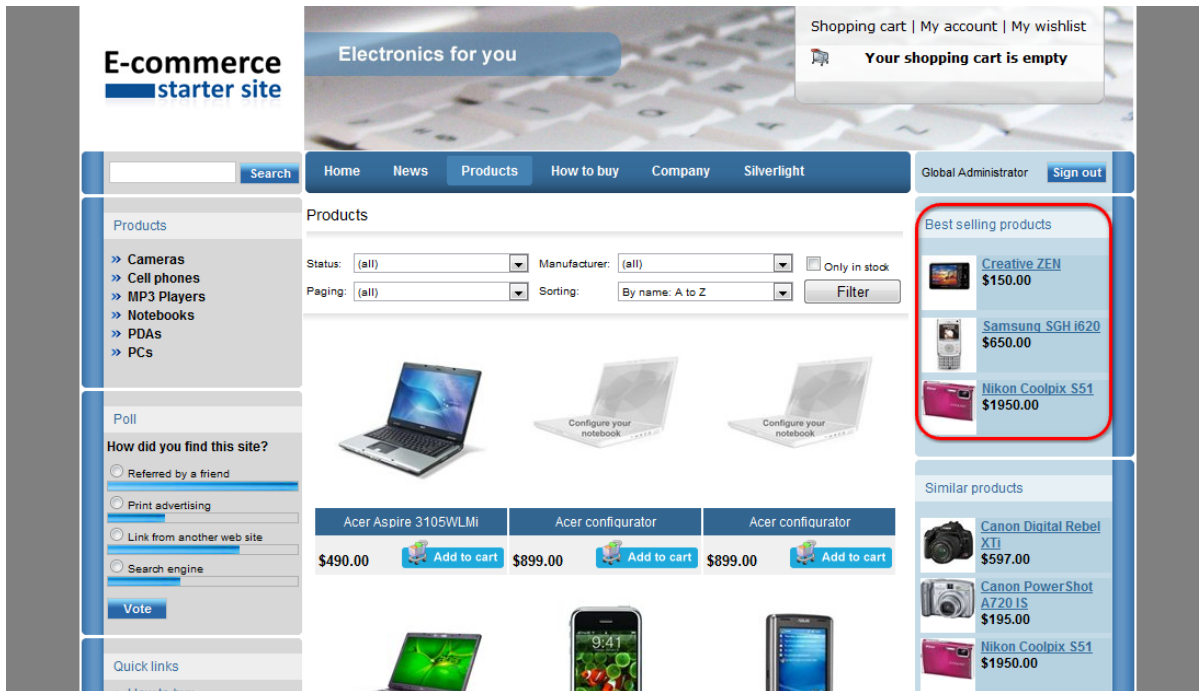 Shopping cart | My account | My wishlist
Your shopping cart is empty
E-commerce
starter site
Electronics for you
Search
Home
News
Products
How to buy
Company
Silverlight
Global Administrator
Sign out
Products
Cameras
Cell phones
MP3 Players
Notebooks
PDAs
PCs
Poll
How did you find this site?
Referred by a friend
Print advertising
Link from another web site
Search engine
Vote
Quick links
Products
Status: (all)
Manufacturer: (all)
Only in stock
Paging: (all)
Sorting: By name: A to Z
Filter
Configure your
notebook
Configure your
notebook
Acer Aspire 3105WLMi
Acer configurator
Acer configurator
$490.00
Add to cart
$899.00
Add to cart
$899.00
Add to cart
9:41
Best selling products
Creative ZEN
$150.00
Samsung SGH i620
$650.00
Nikon Coolpix S51
$1950.00
Similar products
Canon Digital Rebel
XTi
$597.00
Canon PowerShot
A720 IS
$195.00
Nikon Coolpix S51
$1950.00